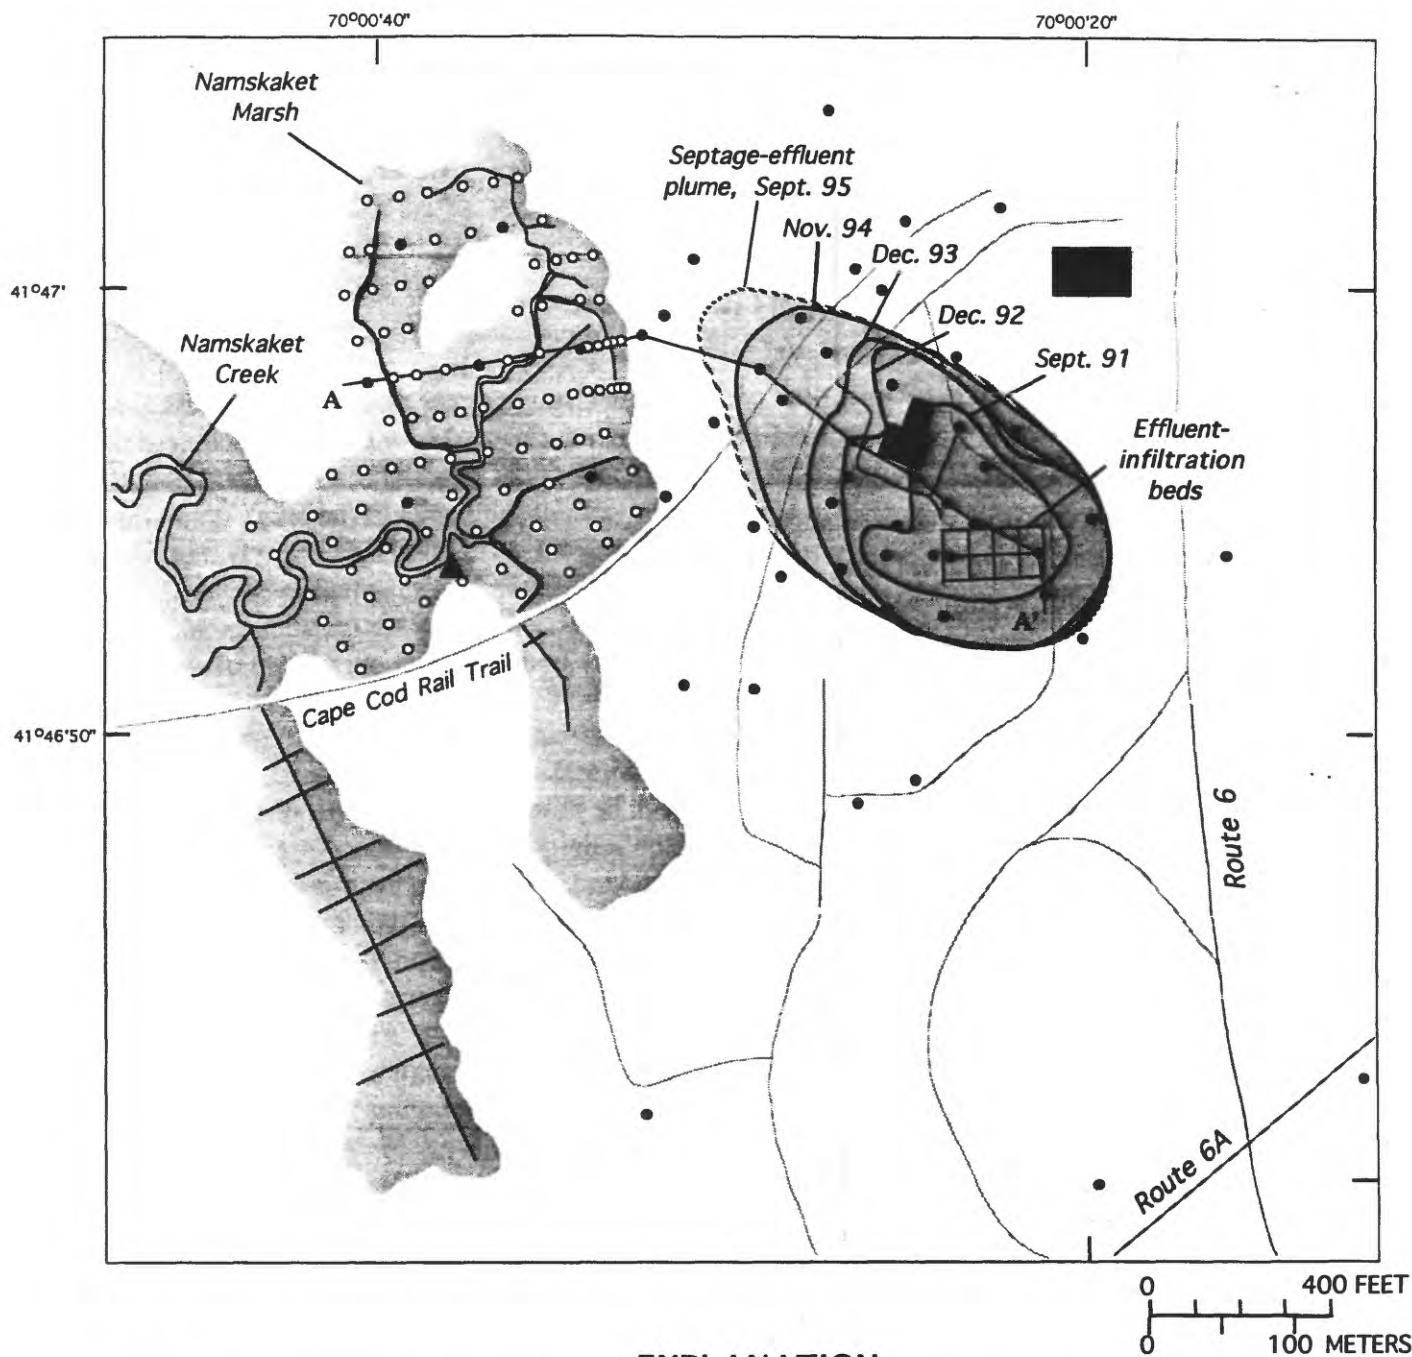 70°00'40"
70°00'20"
Namskaket
Marsh
Septage-effluent
plume, Sept. 95
Nov. 94
Dec. 93
41°47'
Dec. 92
Namskaket
Creek
Sept. 91
A
Effluent-
infiltration
beds
A'
Cape Cod Rail Trail
41°46'50"
Route 6
Route 6A
0 400 FEET
0 100 METERS